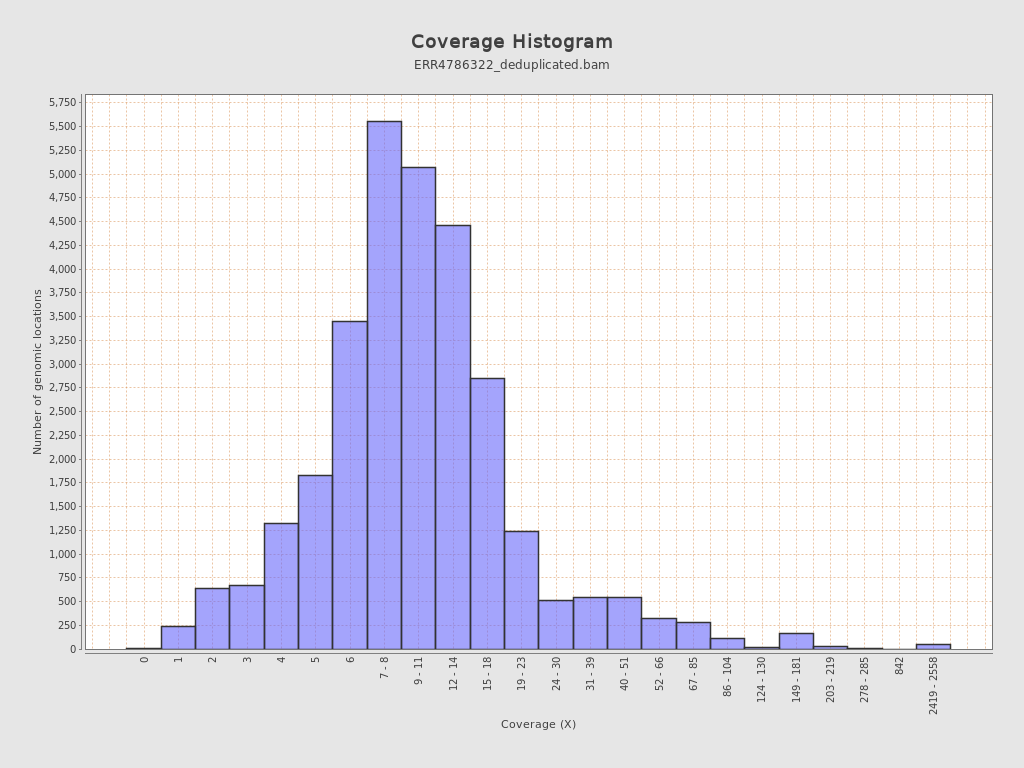 Coverage Histogram
ERR4786322_deduplicated.bam
Number of genomic locations
5,750
5,500
5,250
5,000
4,750
4,500
4,250
4,000
3,750
3,500
3,250
3,000
2,750
2,500
2,250
2,000
1,750
1,500
1,250
1,000
750
500
250
0
0
1
2
3
4
5
6
7 - 8
9 - 11
12 - 14
15 - 18
19 - 23
24 - 30
31 - 39
40 - 51
52 - 66
67 - 85
86 - 104
124 - 130
149 - 181
203 - 219
278 - 285
842
2419 - 2558
Coverage (X)